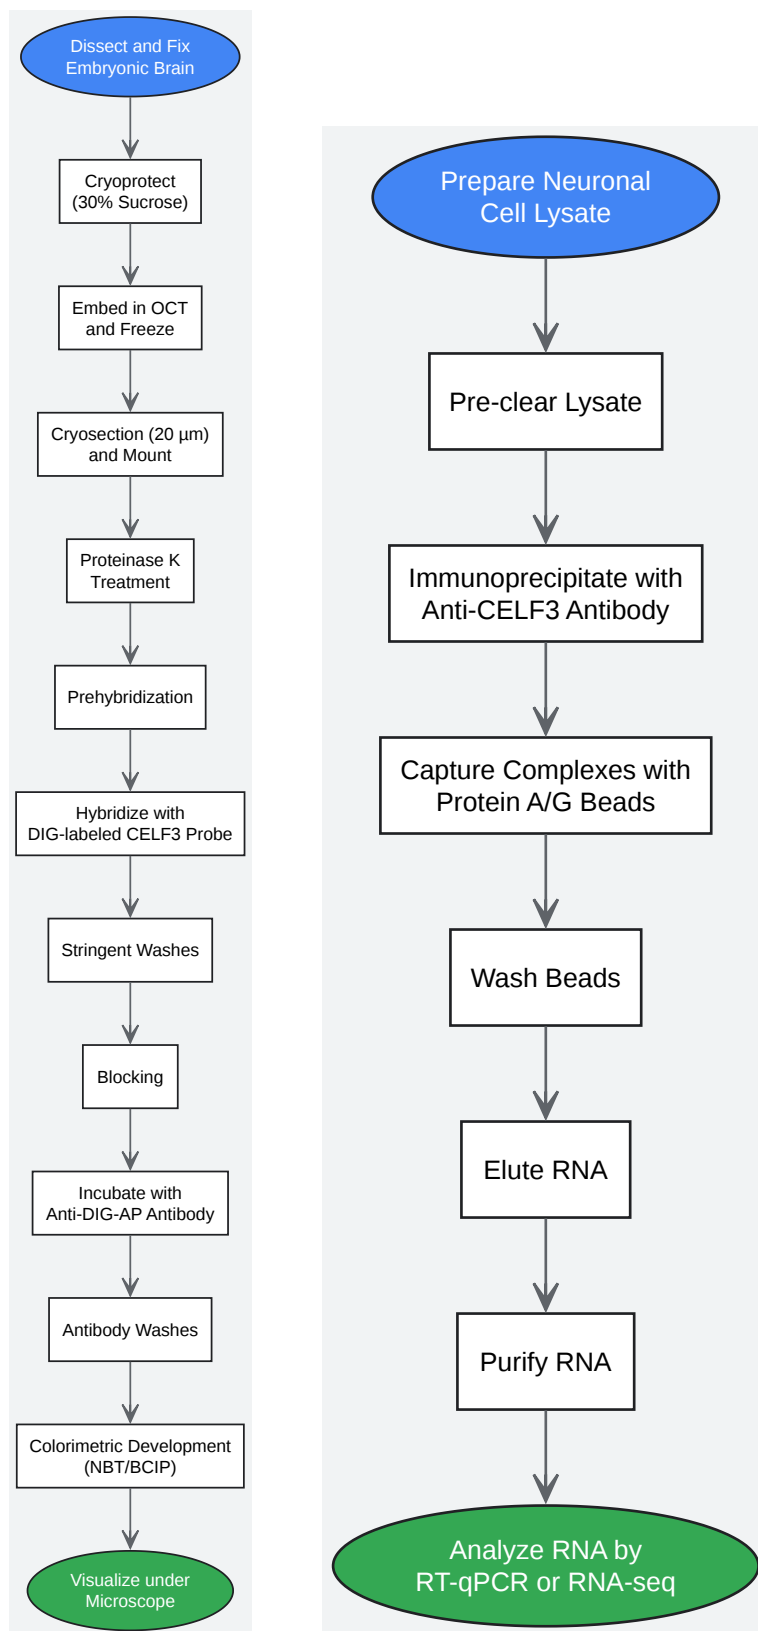 Dissect and Fix
Embryonic Brain
Cryoprotect
(30% Sucrose)
Embed in OCT
and Freeze
Cryosection (20 µm)
and Mount
Proteinase K
Treatment
Prehybridization
Hybridize with
DIG-labeled CELF3 Probe
Stringent Washes
Blocking
Incubate with
Anti-DIG-AP Antibody
Antibody Washes
Colorimetric Development
(NBT/BCIP)
Visualize under
Microscope
Prepare Neuronal
Cell Lysate
Pre-clear Lysate
Immunoprecipitate with
Anti-CELF3 Antibody
Capture Complexes with
Protein A/G Beads
Wash Beads
Elute RNA
Purify RNA
Analyze RNA by
RT-qPCR or RNA-seq